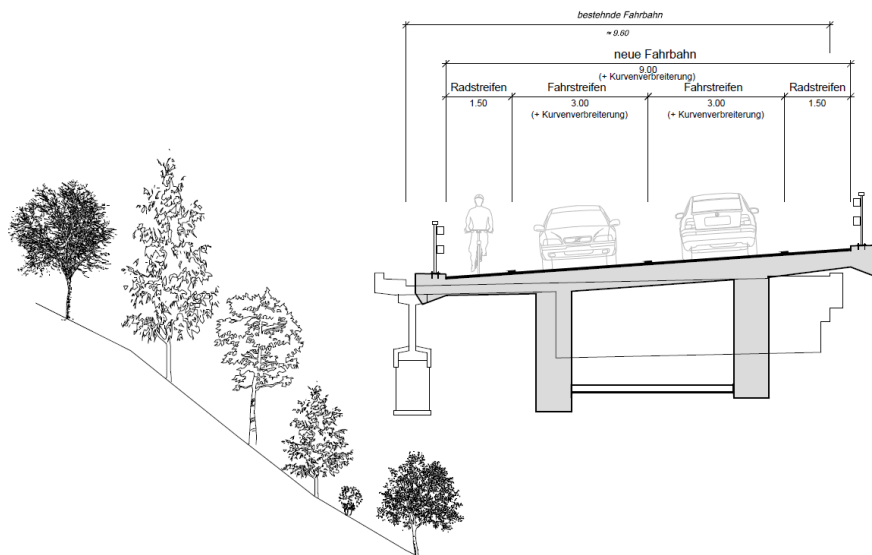 bestehnde Fahrbahn
≈ 9.60
neue Fahrbahn
9.00
(+ Kurvenverbreiterung)
Radstreifen Fahrstreifen Fahrstreifen Radstreifen
1.50 3.00 3.00 1.50
(+ Kurvenverbreiterung) (+ Kurvenverbreiterung)